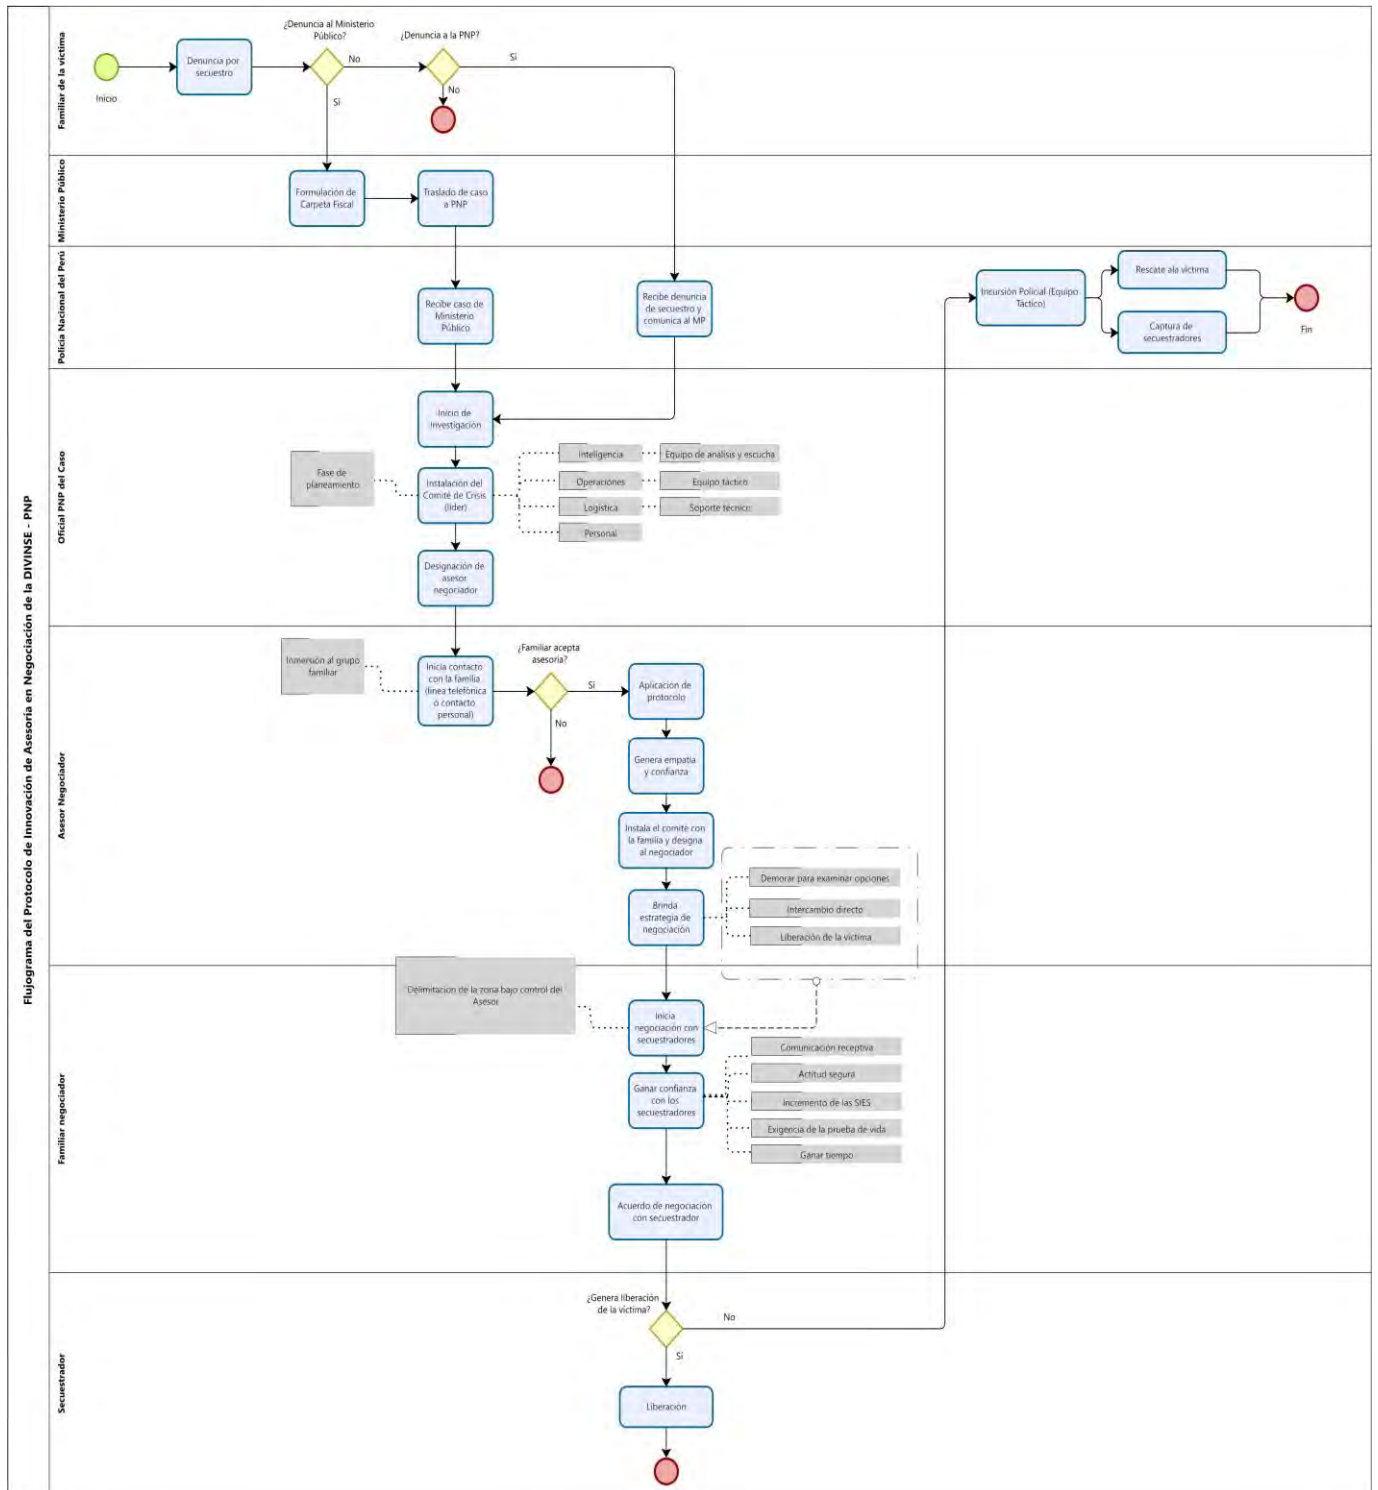 Flujograma del Protocolo de Innovación de Asesoría en Negociación de la DIVINSE - PNP
Familiar de la víctima
Inicio
Denuncia por
secuestro
¿Denuncia al Ministerio
Público?
No
Si
¿Denuncia a la PNP?
Si
No
Ministerio Público
Formulación de
Carpeta Fiscal
Traslado de caso
a PNP
Policía Nacional del Perú
Recibe caso de
Ministerio
Público
Recibe denuncia
de secuestro y
comunica al MP
Incursión Policial (Equipo
Táctico)
Rescate ala víctima
Captura de
secuestradores
Fin
Oficial PNP del Caso
Inicio de
Investigación
Fase de
planeamiento
Instalación del
Comité de Crisis
(líder)
Inteligencia
Equipo de análisis y escucha
Operaciones
Equipo táctico
Logística
Soporte técnico
Personal
Designación de
asesor
negociador
Asesor Negociador
Inmersión al grupo
familiar
Inicia contacto
con la familia
(línea telefónica
o contacto
personal)
¿Familiar acepta
asesoría?
Si
No
Aplicación de
protocolo
Genera empatía
y confianza
Instala el comité con
la familia y designa
al negociador
Brinda
estrategia de
negociación
Demorar para examinar opciones
Intercambio directo
Liberación de la víctima
Familiar negociador
Delimitación de la zona bajo control del
Asesor
Inicia
negociación con
secuestradores
Ganar confianza
con los
secuestradores
Comunicación receptiva
Actitud segura
Incremento de las SIES
Exigencia de la prueba de vida
Ganar tiempo
Acuerdo de negociación
con secuestrador
Secuestrador
¿Genera liberación
de la víctima?
No
Si
Liberación